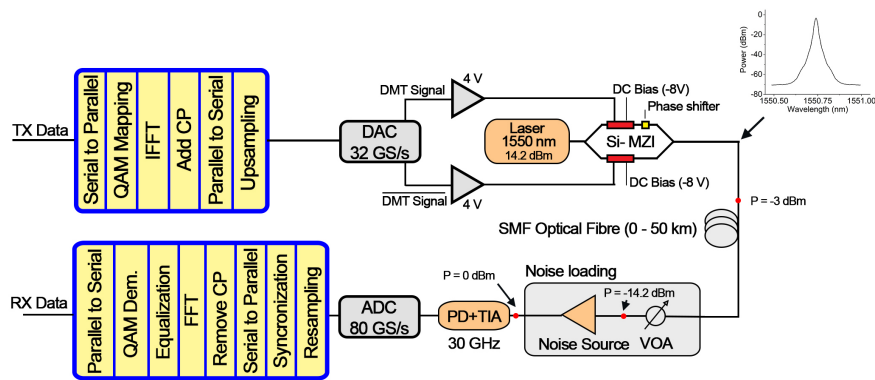 TX Data
Serial to Parallel
QAM Mapping
IFFT
Add CP
Parallel to Serial
Upsampling
DAC
32 GS/s
DMT Signal
4 V
DMT Signal
4 V
Laser
1550 nm
14.2 dBm
DC Bias (-8V)
Phase shifter
Si- MZI
DC Bias (-8 V)
Power (dBm)
0
-20
-40
-60
-80
1550.50
1550.75
1551.00
Wavelength (nm)
P = -3 dBm
SMF Optical Fibre (0 - 50 km)
Noise loading
P = -14.2 dBm
Noise Source
VOA
P = 0 dBm
PD+TIA
30 GHz
ADC
80 GS/s
RX Data
Parallel to Serial
QAM Dem.
Equalization
FFT
Remove CP
Serial to Parallel
Syncronization
Resampling